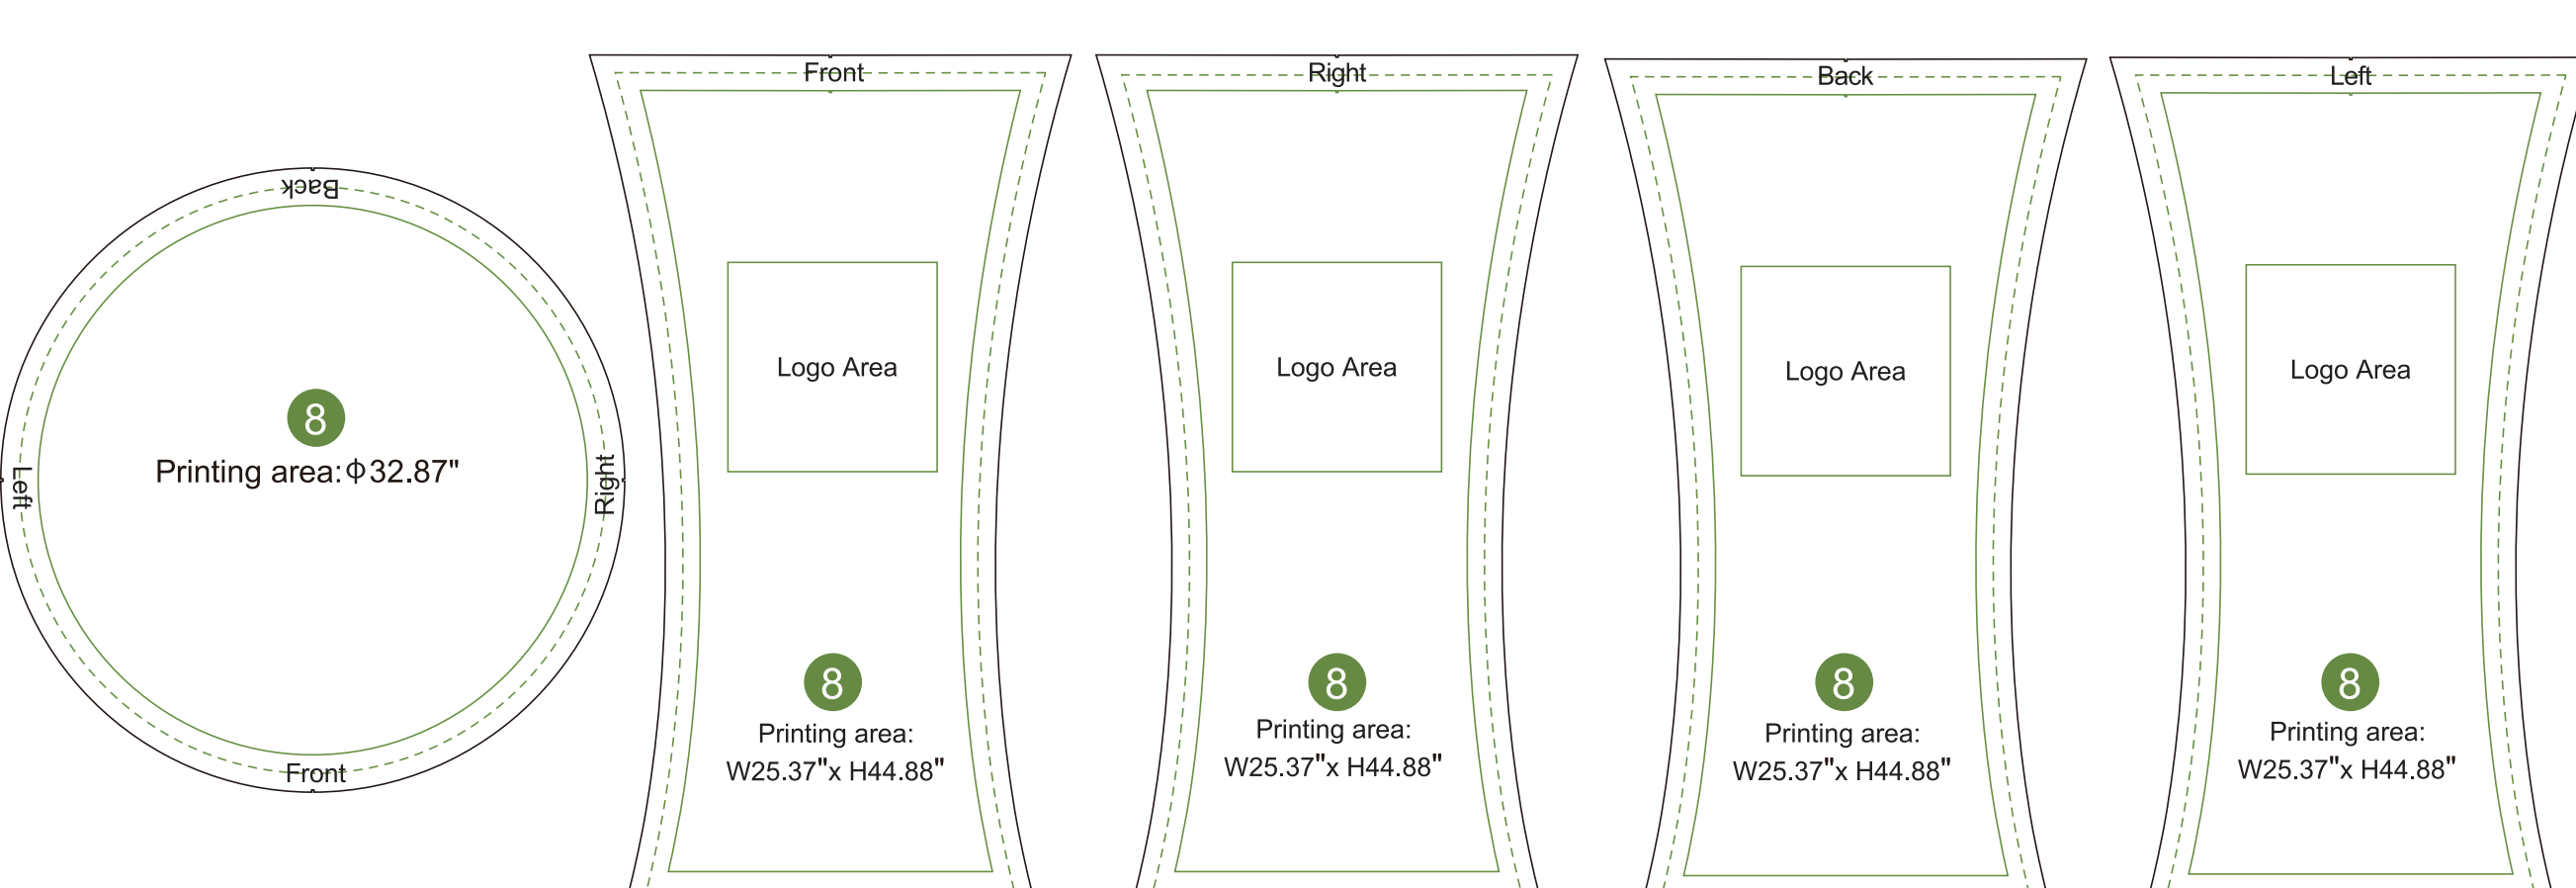 Back
8
Printing area:Φ32.87"
Left
Right
Front
Front
Logo Area
8
Printing area:
W25.37"x H44.88"
Right
Logo Area
8
Printing area:
W25.37"x H44.88"
Back
Logo Area
8
Printing area:
W25.37"x H44.88"
Left
Logo Area
8
Printing area:
W25.37"x H44.88"